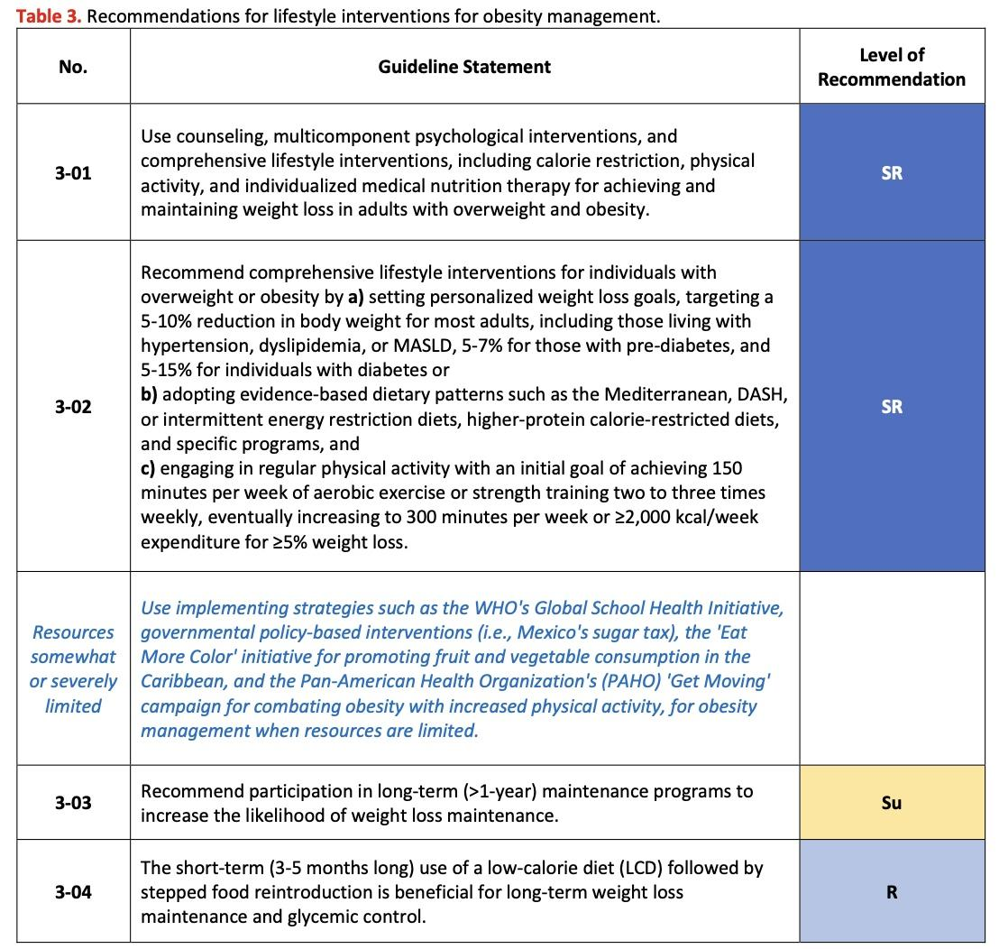 Table 3. Recommendations for lifestyle interventions for obesity management.
No.
Guideline Statement
Level of
Recommendation
3-01
Use counseling, multicomponent psychological interventions, and
comprehensive lifestyle interventions, including calorie restriction, physical
activity, and individualized medical nutrition therapy for achieving and
maintaining weight loss in adults with overweight and obesity.
SR
3-02
Recommend comprehensive lifestyle interventions for individuals with
overweight or obesity by a) setting personalized weight loss goals, targeting a
5-10% reduction in body weight for most adults, including those living with
hypertension, dyslipidemia, or MASLD, 5-7% for those with pre-diabetes, and
5-15% for individuals with diabetes or
b) adopting evidence-based dietary patterns such as the Mediterranean, DASH,
or intermittent energy restriction diets, higher-protein calorie-restricted diets,
and specific programs, and
c) engaging in regular physical activity with an initial goal of achieving 150
minutes per week of aerobic exercise or strength training two to three times
weekly, eventually increasing to 300 minutes per week or ≥2,000 kcal/week
expenditure for ≥5% weight loss.
SR
Resources
somewhat
or severely
limited
Use implementing strategies such as the WHO's Global School Health Initiative,
governmental policy-based interventions (i.e., Mexico's sugar tax), the 'Eat
More Color' initiative for promoting fruit and vegetable consumption in the
Caribbean, and the Pan-American Health Organization's (PAHO) 'Get Moving'
campaign for combating obesity with increased physical activity, for obesity
management when resources are limited.
3-03
Recommend participation in long-term (>1-year) maintenance programs to
increase the likelihood of weight loss maintenance.
Su
3-04
The short-term (3-5 months long) use of a low-calorie diet (LCD) followed by
stepped food reintroduction is beneficial for long-term weight loss
maintenance and glycemic control.
R